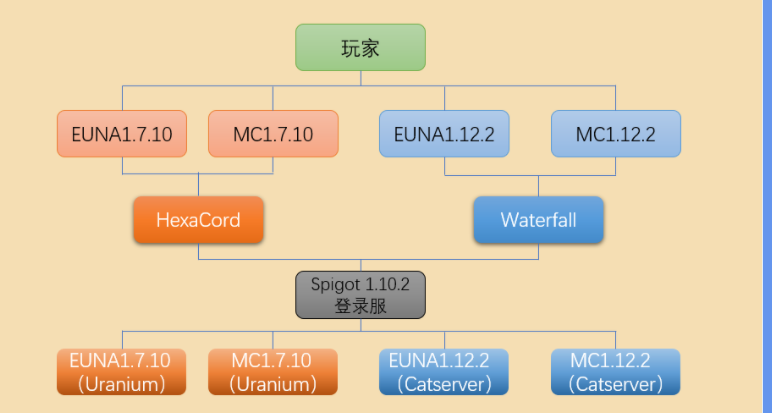 玩家
EUNA1.7.10
MC1.7.10
EUNA1.12.2
MC1.12.2
HexaCord
Waterfall
Spigot 1.10.2
登录服
EUNA1.7.10
（Uranium）
MC1.7.10
（Uranium）
EUNA1.12.2
（Catserver）
MC1.12.2
（Catserver）